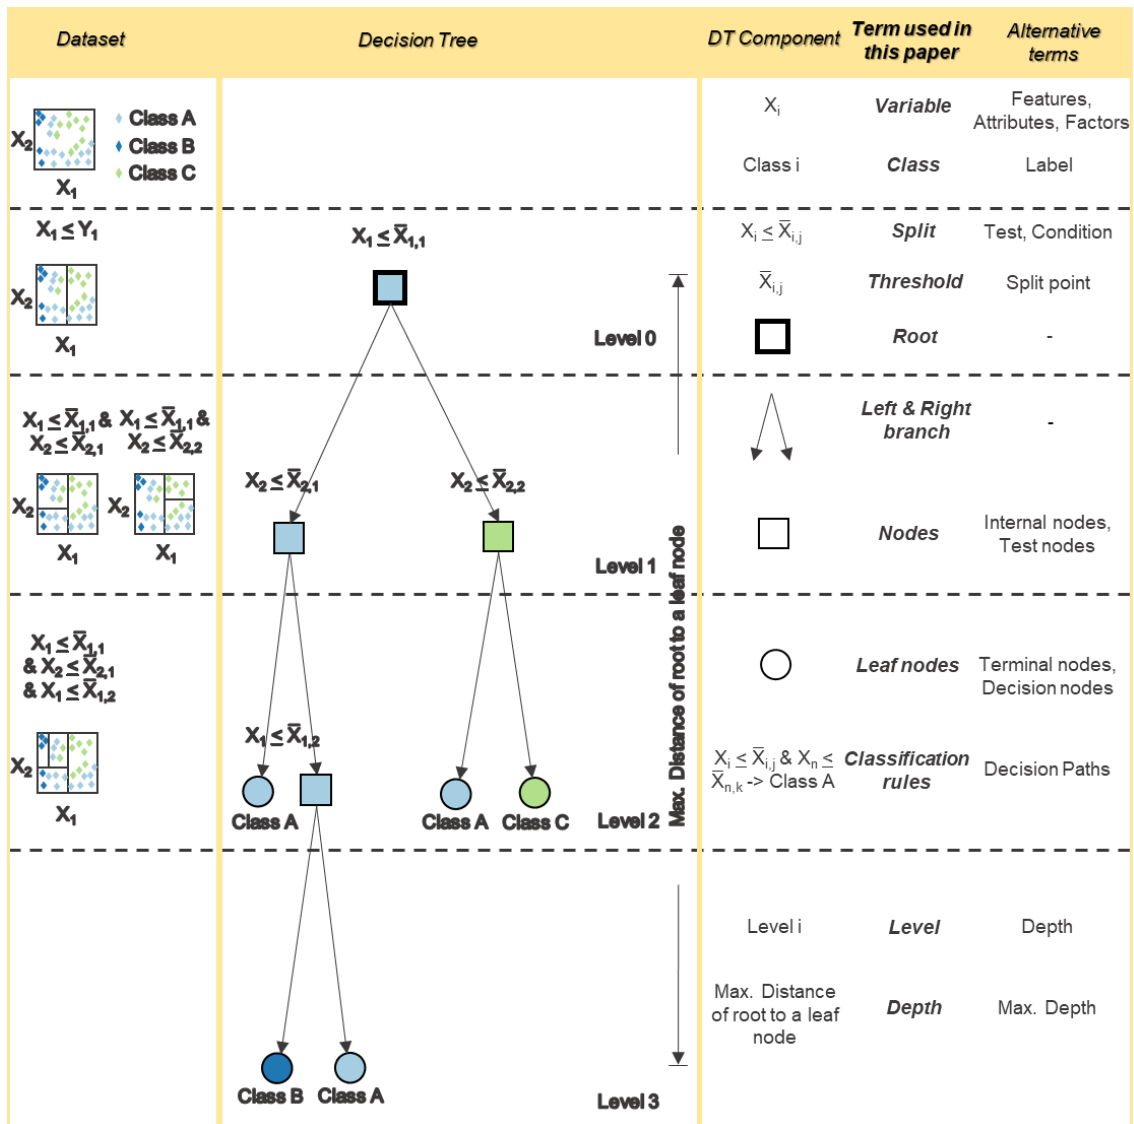 Dataset
Decision Tree
DT Component
Term used in
this paper
Alternative
terms
X₂
X₁
Class A
Class B
Class C
Xᵢ
Variable
Features,
Attributes, Factors
Class i
Class
Label
X₁ ≤ Y₁
X₂
X₁
X₁ ≤ X̅₁,₁
Level 0
Xᵢ ≤ X̅ᵢ,ⱼ
Split
Test, Condition
X̅ᵢ,ⱼ
Threshold
Split point
Root
-
X₁ ≤ X̅₁,₁ &
X₂ ≤ X̅₂,₁
X₁ ≤ X̅₁,₁ &
X₂ ≤ X̅₂,₂
X₂
X₁
X₂
X₁
X₂ ≤ X̅₂,₁
X₂ ≤ X̅₂,₂
Level 1
Max. Distance of root to a leaf node
Left & Right
branch
-
Nodes
Internal nodes,
Test nodes
X₁ ≤ X̅₁,₁
& X₂ ≤ X̅₂,₁
& X₁ ≤ X̅₁,₂
X₂
X₁
X₁ ≤ X̅₁,₂
Class A
Class A
Class C
Level 2
Leaf nodes
Terminal nodes,
Decision nodes
Xᵢ ≤ X̅ᵢ,ⱼ & Xₙ ≤
X̅ₙ,ₖ -> Class A
Classification
rules
Decision Paths
Class B
Class A
Level 3
Level i
Level
Depth
Max. Distance
of root to a leaf
node
Depth
Max. Depth